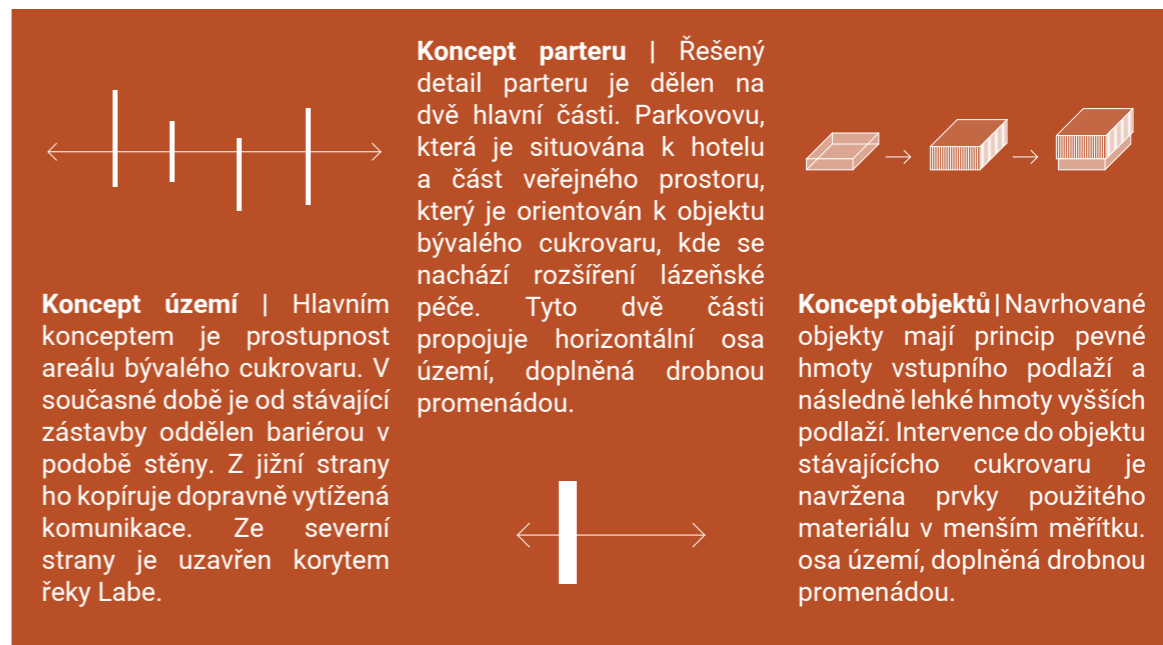 Koncept území | Hlavním
konceptem je prostupnost
areálu bývalého cukrovaru. V
současné době je od stávající
zástavby oddělen bariérou v
podobě stěny. Z jižní strany
ho kopíruje dopravně vytížená
komunikace. Ze severní
strany je uzavřen korytem
řeky Labe.
Koncept parteru | Řešený
detail parteru je dělen na
dvě hlavní části. Parkovovu,
která je situována k hotelu
a část veřejného prostoru,
který je orientován k objektu
bývalého cukrovaru, kde se
nachází rozšíření lázeňské
péče. Tyto dvě části
propojuje horizontální osa
území, doplněná drobnou
promenádou.
Koncept objektů | Navrhované
objekty mají princip pevné
hmoty vstupního podlaží a
následně lehké hmoty vyšších
podlaží. Intervence do objektu
stávajícícho cukrovaru je
navržena prvky použitého
materiálu v menším měřítku.
osa území, doplněná drobnou
promenádou.